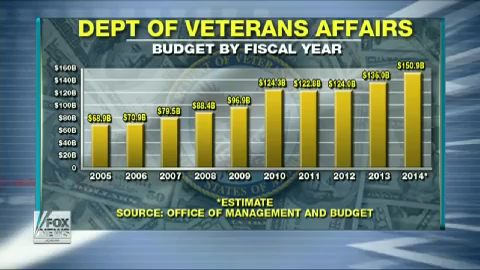 DEPT OF VETERANS AFFAIRS
BUDGET BY FISCAL YEAR
$160B
$140B
$120B
$100B
$80B
$60B
$40B
$20B
0
$68.9B $70.9B $79.5B $88.4B $96.9B $124.3B $122.8B $124.0B $136.0B $150.9B
2005 2006 2007 2008 2009 2010 2011 2012 2013 2014*
*ESTIMATE
SOURCE: OFFICE OF MANAGEMENT AND BUDGET
FOX
NEWS